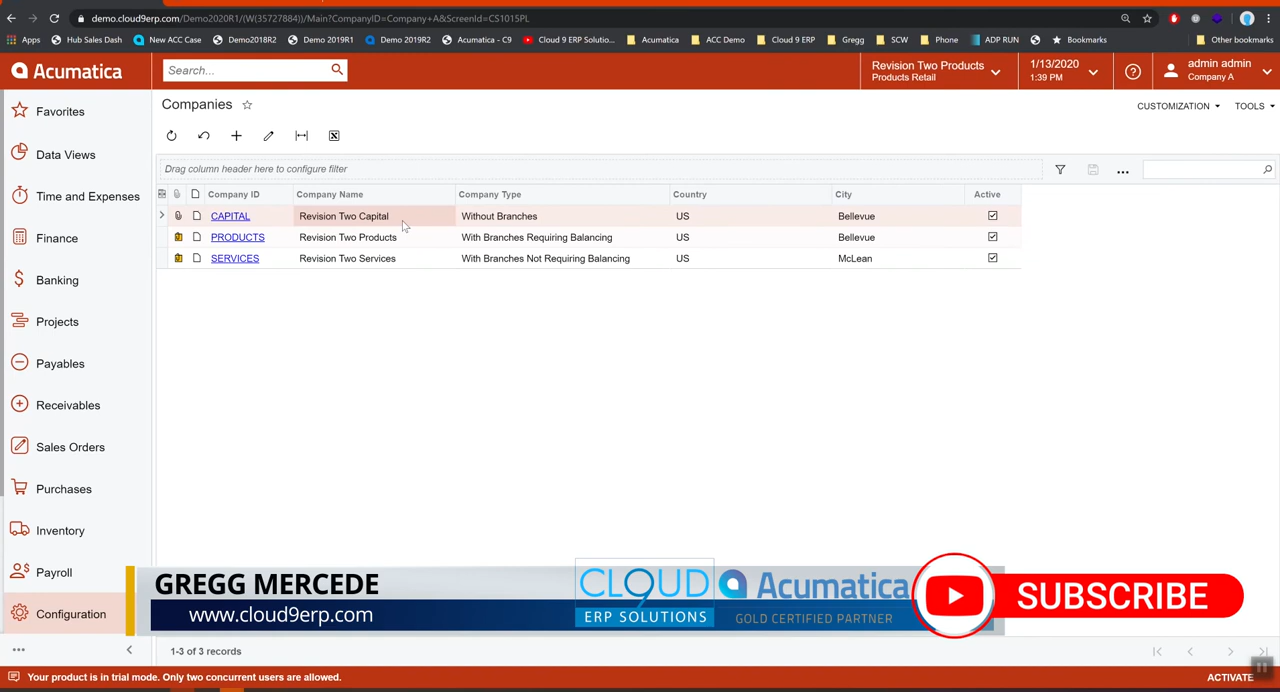 demo.cloud9erp.com/Demo2020R1/(W(35727884))/Main?CompanyID=Company+A&ScreenId=CS1015PL
Apps Hub Sales Dash New ACC Case Demo2018R2 Demo 2019R1 Demo 2019R2 Acumatica - C9 Cloud 9 ERP Solutio... Acumatica ACC Demo Cloud 9 ERP Gregg SCW Phone ADP RUN Bookmarks Other bookmarks
Acumatica
Search...
Revision Two Products
Products Retail
1/13/2020
1:39 PM
admin admin
Company A
Favorites
Data Views
Time and Expenses
Finance
Banking
Projects
Payables
Receivables
Sales Orders
Purchases
Inventory
Payroll
Configuration
Companies
CUSTOMIZATION TOOLS
Drag column header here to configure filter
Company ID Company Name Company Type Country City Active
CAPITAL Revision Two Capital Without Branches US Bellevue
PRODUCTS Revision Two Products With Branches Requiring Balancing US Bellevue
SERVICES Revision Two Services With Branches Not Requiring Balancing US McLean
GREGG MERCEDE
www.cloud9erp.com
CLOUD 9
ERP SOLUTIONS
Acumatica
GOLD CERTIFIED PARTNER
SUBSCRIBE
1-3 of 3 records
Your product is in trial mode. Only two concurrent users are allowed.
ACTIVATE